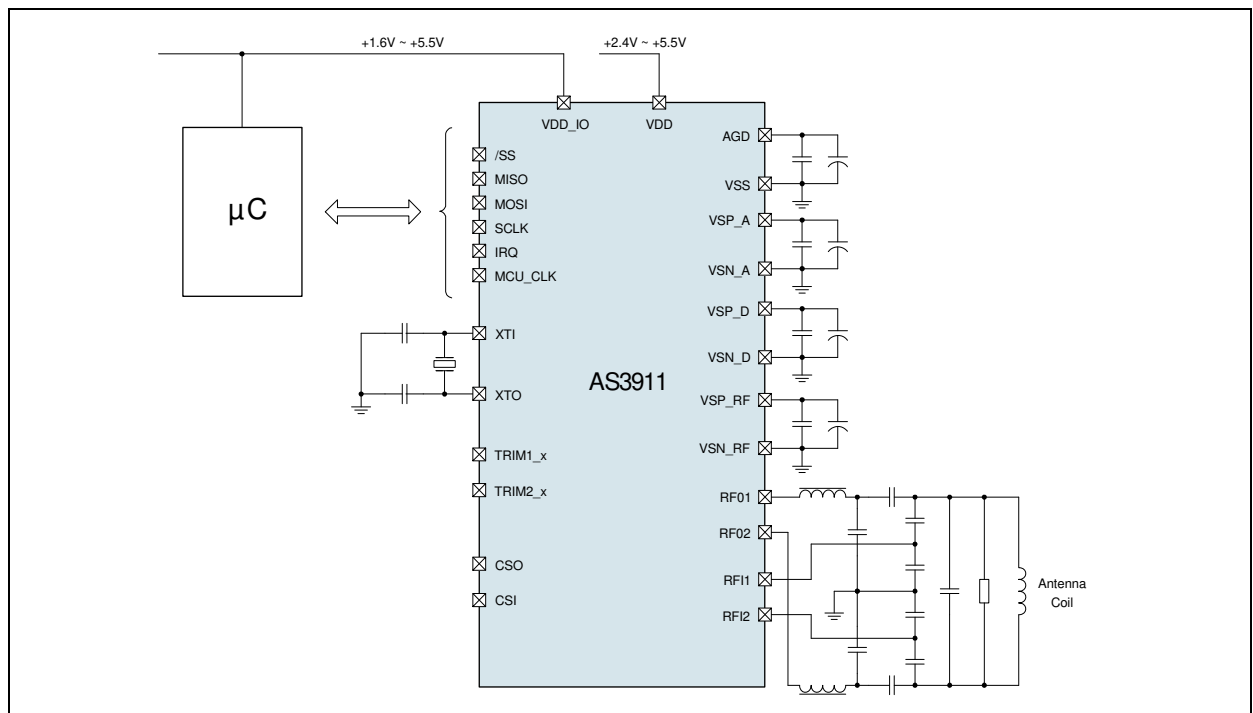 +1.6V ~ +5.5V
+2.4V ~ +5.5V
VDD_IO
VDD
µC
/SS
MISO
MOSI
SCLK
IRQ
MCU_CLK
XTI
XTO
TRIM1_x
TRIM2_x
CSO
CSI
AS3911
AGD
VSS
VSP_A
VSN_A
VSP_D
VSN_D
VSP_RF
VSN_RF
RF01
RF02
RFI1
RFI2
Antenna
Coil